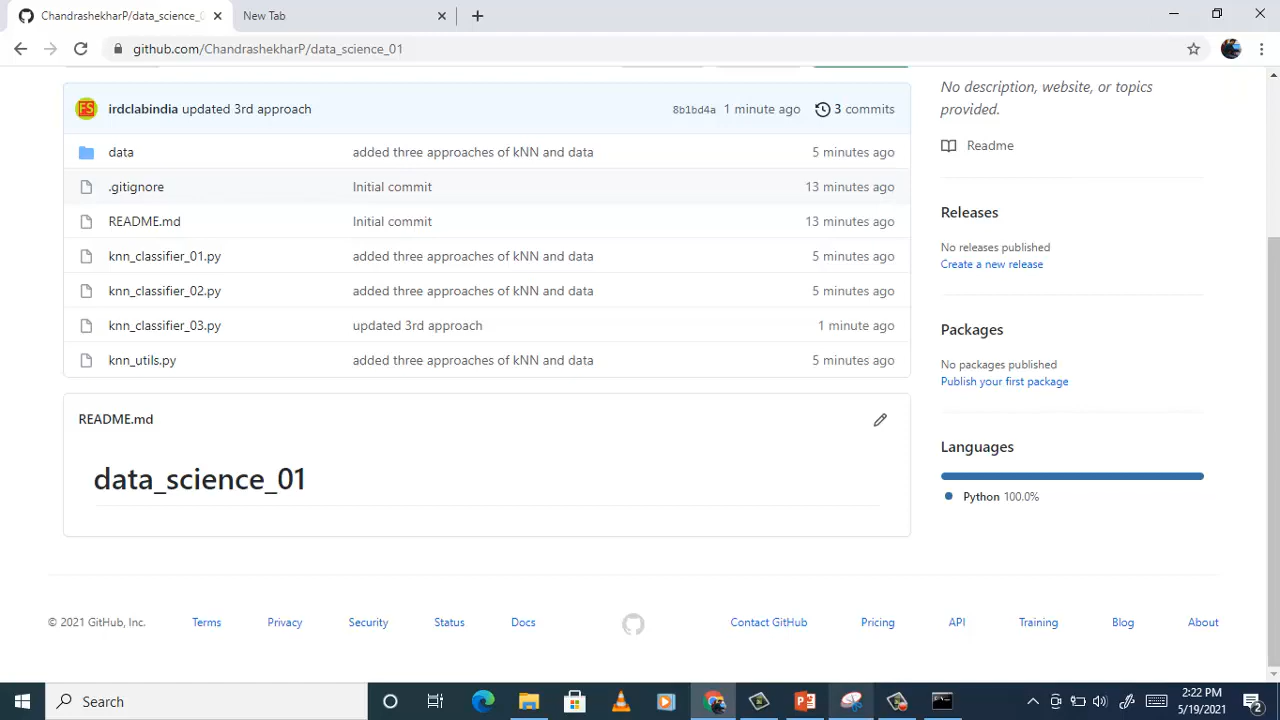 ChandrashekharP/data_science_0
New Tab
github.com/ChandrashekharP/data_science_01
irdclabindia updated 3rd approach 8b1bd4a 1 minute ago 3 commits
data added three approaches of kNN and data 5 minutes ago
.gitignore Initial commit 13 minutes ago
README.md Initial commit 13 minutes ago
knn_classifier_01.py added three approaches of kNN and data 5 minutes ago
knn_classifier_02.py added three approaches of kNN and data 5 minutes ago
knn_classifier_03.py updated 3rd approach 1 minute ago
knn_utils.py added three approaches of kNN and data 5 minutes ago
README.md
data_science_01
No description, website, or topics
provided.
Readme
Releases
No releases published
Create a new release
Packages
No packages published
Publish your first package
Languages
Python 100.0%
© 2021 GitHub, Inc. Terms Privacy Security Status Docs Contact GitHub Pricing API Training Blog About
Search
2:22 PM
5/19/2021
2